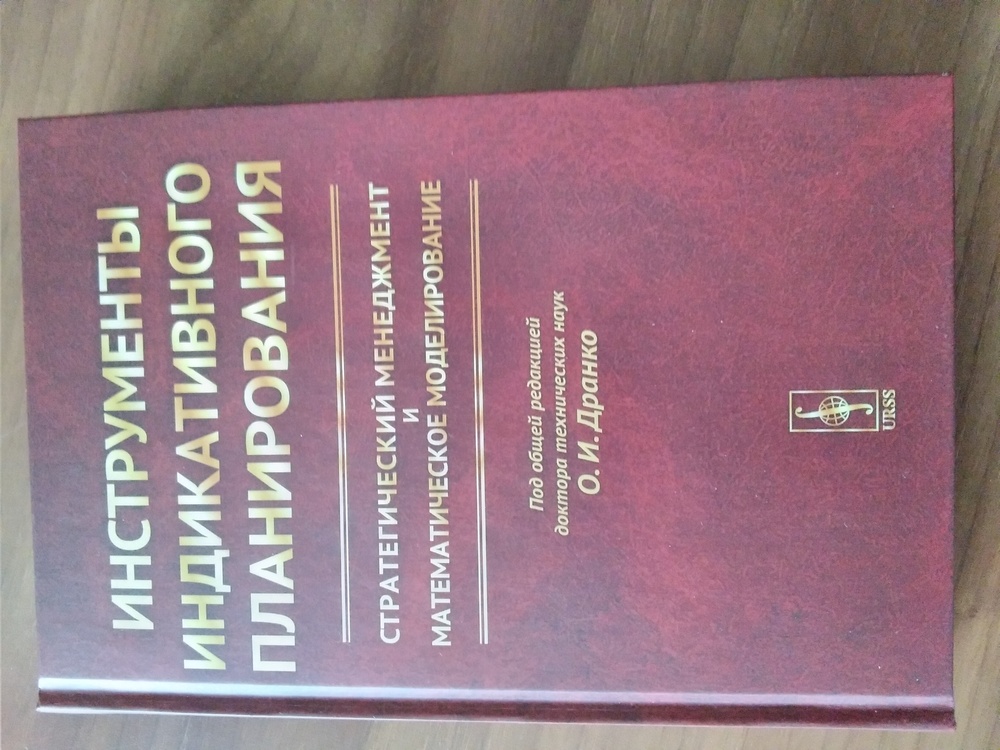 ИНСТРУМЕНТЫ
ИНДИКАТИВНОГО
ПЛАНИРОВАНИЯ
СТРАТЕГИЧЕСКИЙ МЕНЕДЖМЕНТ
И
МАТЕМАТИЧЕСКОЕ МОДЕЛИРОВАНИЕ
Под общей редакцией
доктора технических наук
О. И. Дранко
URSS